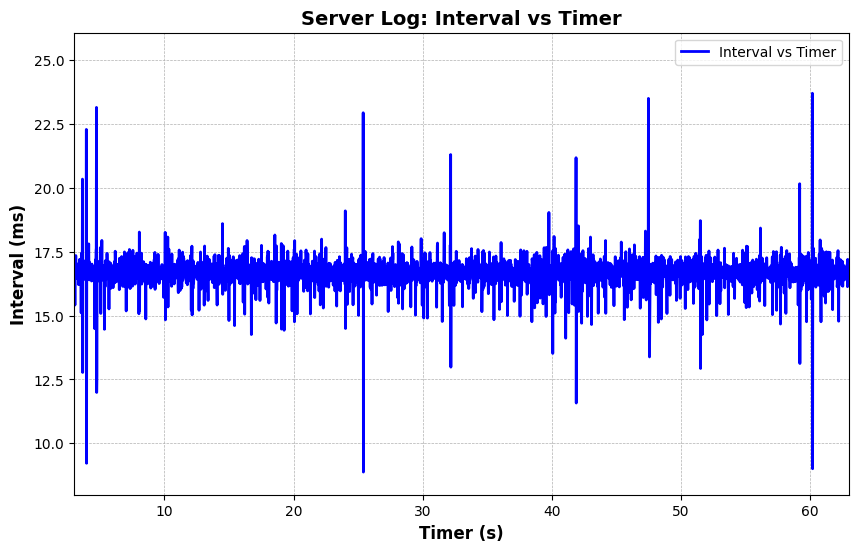 Server Log: Interval vs Timer
Interval vs Timer
25.0
22.5
20.0
17.5
15.0
12.5
10.0
Interval (ms)
10 20 30 40 50 60
Timer (s)